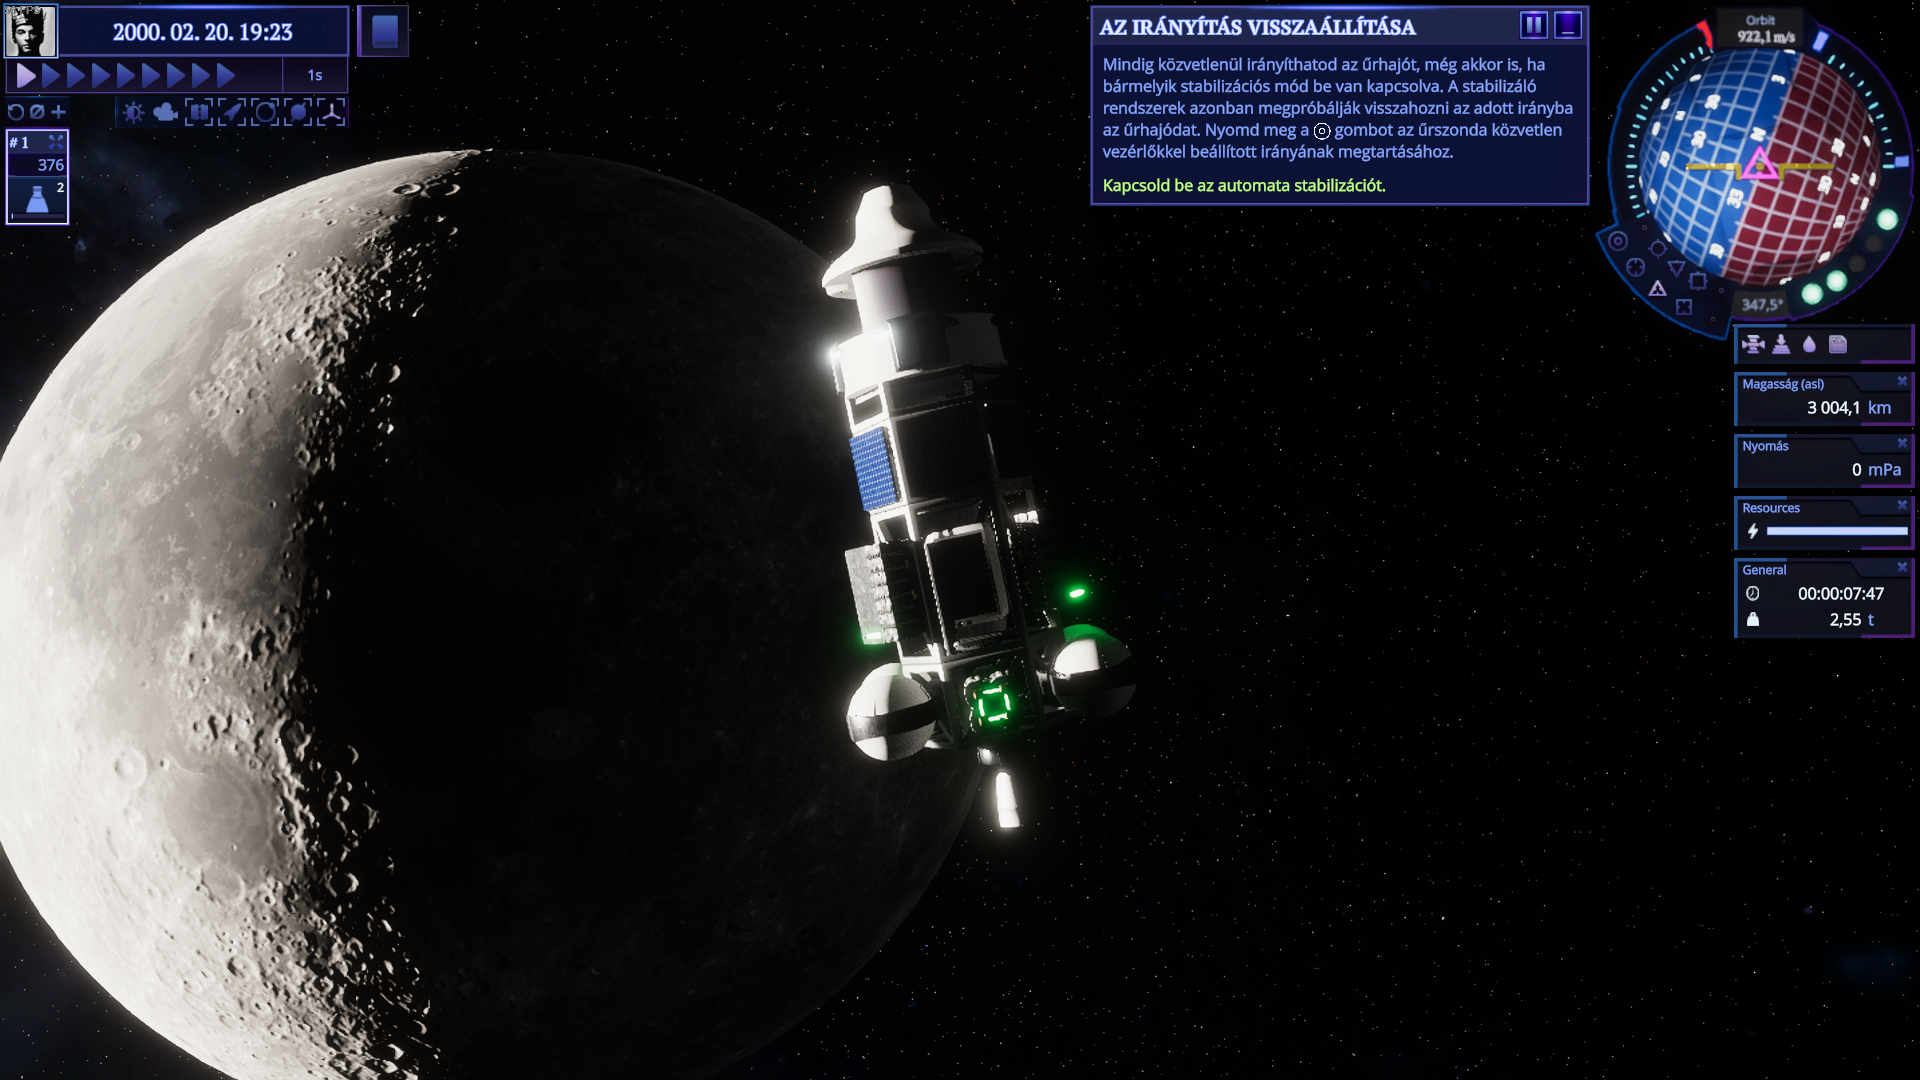 2000. 02. 20. 19:23
1s
#1
376
2
AZ IRÁNYÍTÁS VISSZAÁLLÍTÁSA
Mindig közvetlenül irányíthatod az űrhajót, még akkor is, ha
bármelyik stabilizációs mód be van kapcsolva. A stabilizáló
rendszerek azonban megpróbálják visszahozni az adott irányba
az űrhajódat. Nyomd meg a gombot az űrszonda közvetlen
vezérlőkkel beállított irányának megtartásához.
Kapcsold be az automata stabilizációt.
Orbit
922,1 m/s
347,5°
Magasság (asl)
3 004,1 km
Nyomás
0 mPa
Resources
General
00:00:07:47
2,55 t